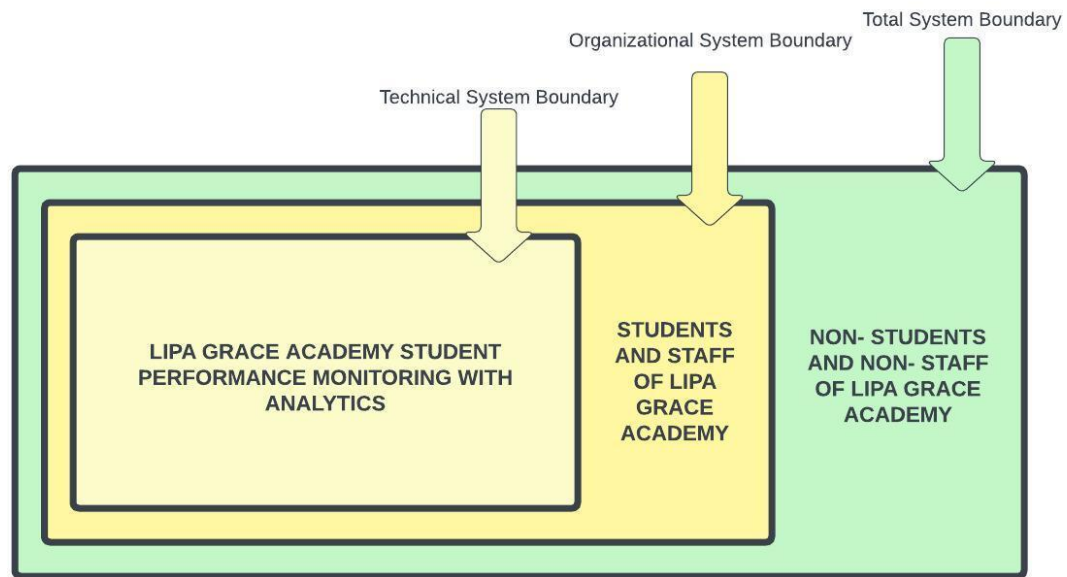 Total System Boundary
Organizational System Boundary
Technical System Boundary
LIPA GRACE ACADEMY STUDENT
PERFORMANCE MONITORING WITH
ANALYTICS
STUDENTS
AND STAFF
OF LIPA
GRACE
ACADEMY
NON- STUDENTS
AND NON- STAFF
OF LIPA GRACE
ACADEMY